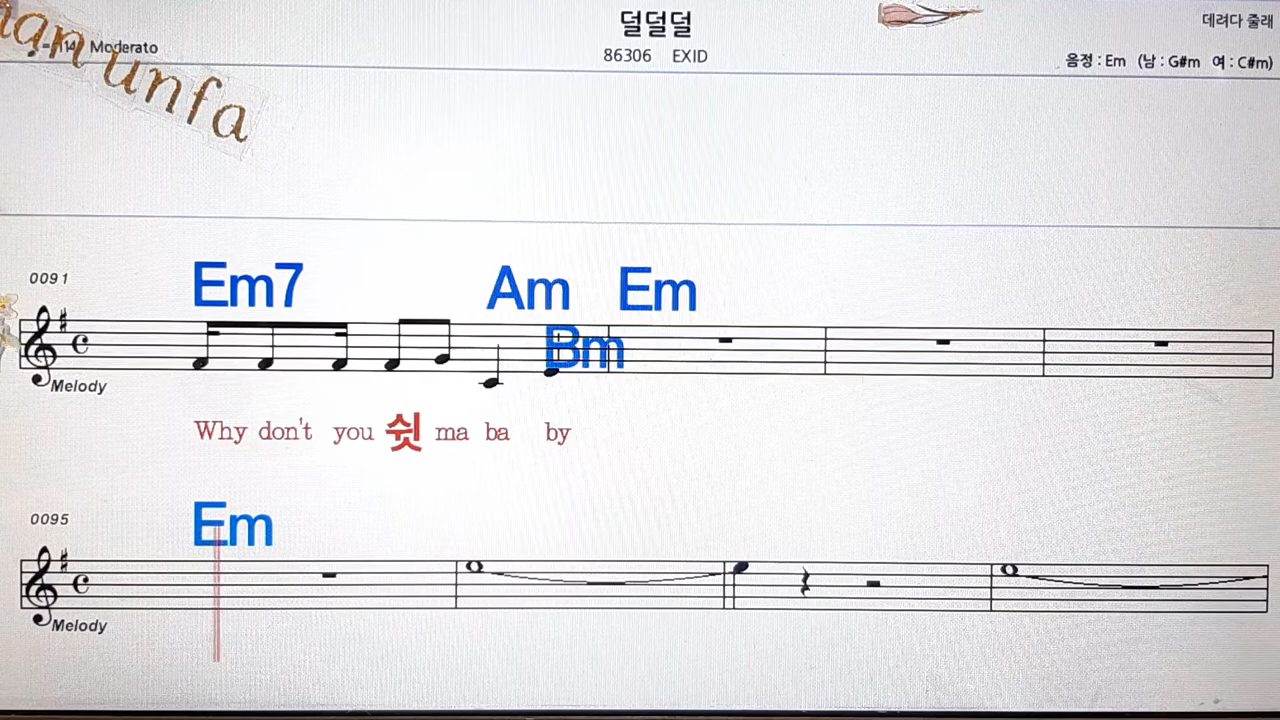 덜덜덜
데려다 줄래
Moderato
unfa
86306 EXID
음정 : Em (남 : G#m 여 : C#m)
0091
Em7 Am Em
Bm
Melody
Why don't you 쉿 ma ba by
0095
Em
Melody